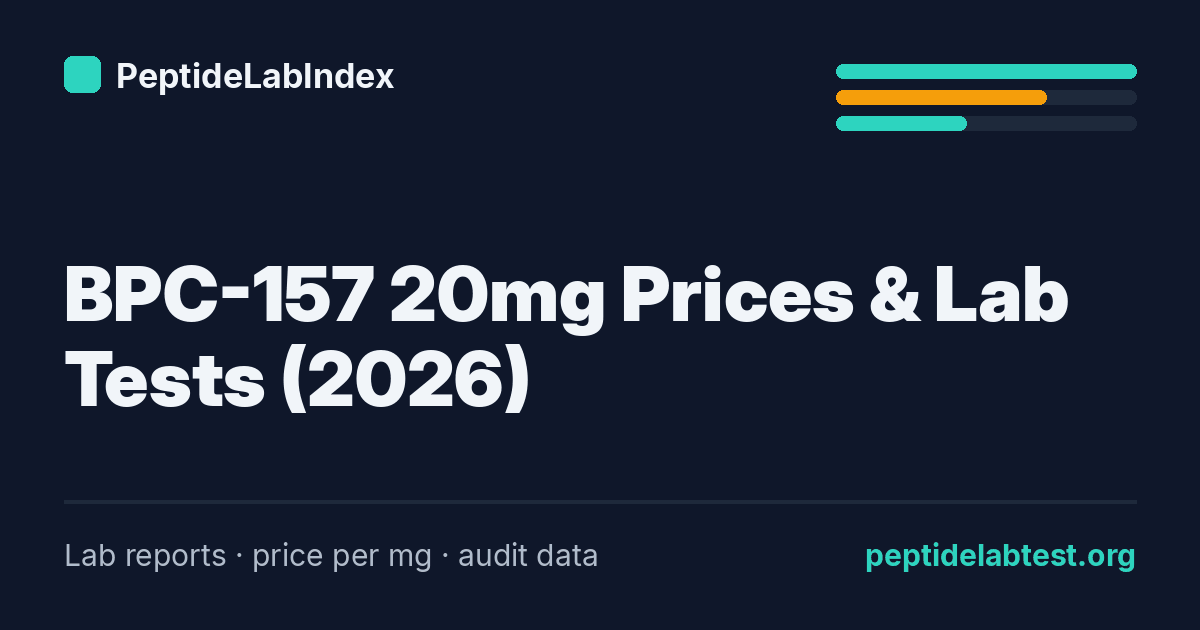 PeptideLabIndex
BPC-157 20mg Prices & Lab
Tests (2026)
Lab reports · price per mg · audit data
peptidelabtest.org